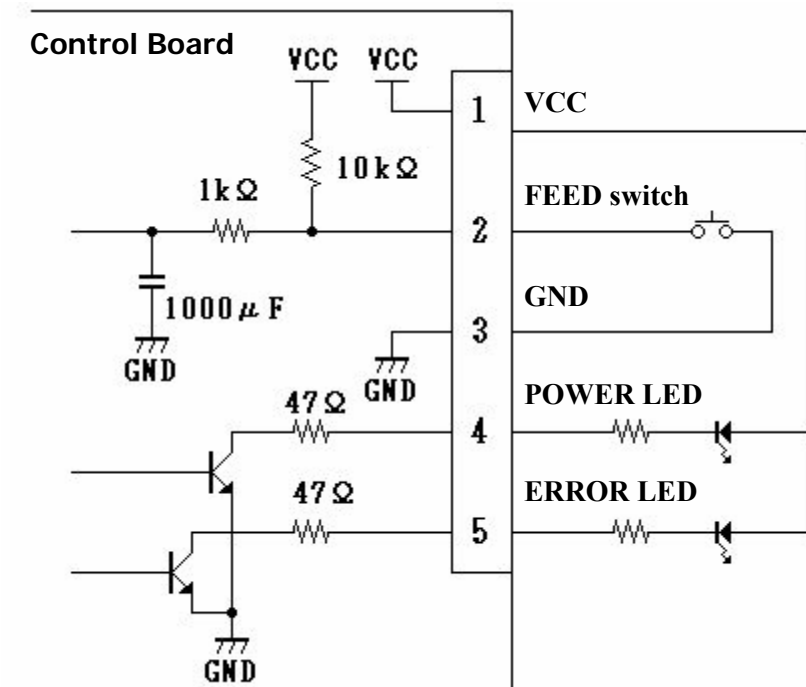 Control Board
VCC VCC
1 VCC
10kΩ
1kΩ
FEED switch
2
1000μF
GND
3
GND
GND
47Ω
POWER LED
4
47Ω
ERROR LED
5
GND